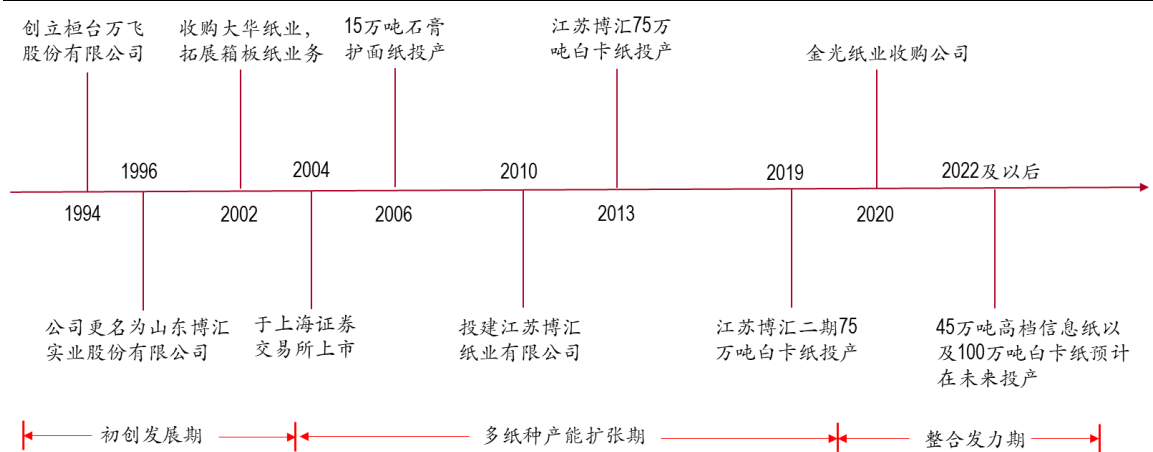 创立桓台万飞
股份有限公司
收购大华纸业，
拓展箱板纸业务
15万吨石膏
护面纸投产
江苏博汇75万
吨白卡纸投产
金光纸业收购公司
1996
2004
2010
2019
2022及以后
1994
2002
2006
2013
2020
公司更名为山东博汇
实业股份有限公司
于上海证券
交易所上市
投建江苏博汇
纸业有限公司
江苏博汇二期75
万吨白卡纸投产
45万吨高档信息纸以
及100万吨白卡纸预计
在未来投产
初创发展期
多纸种产能扩张期
整合发力期